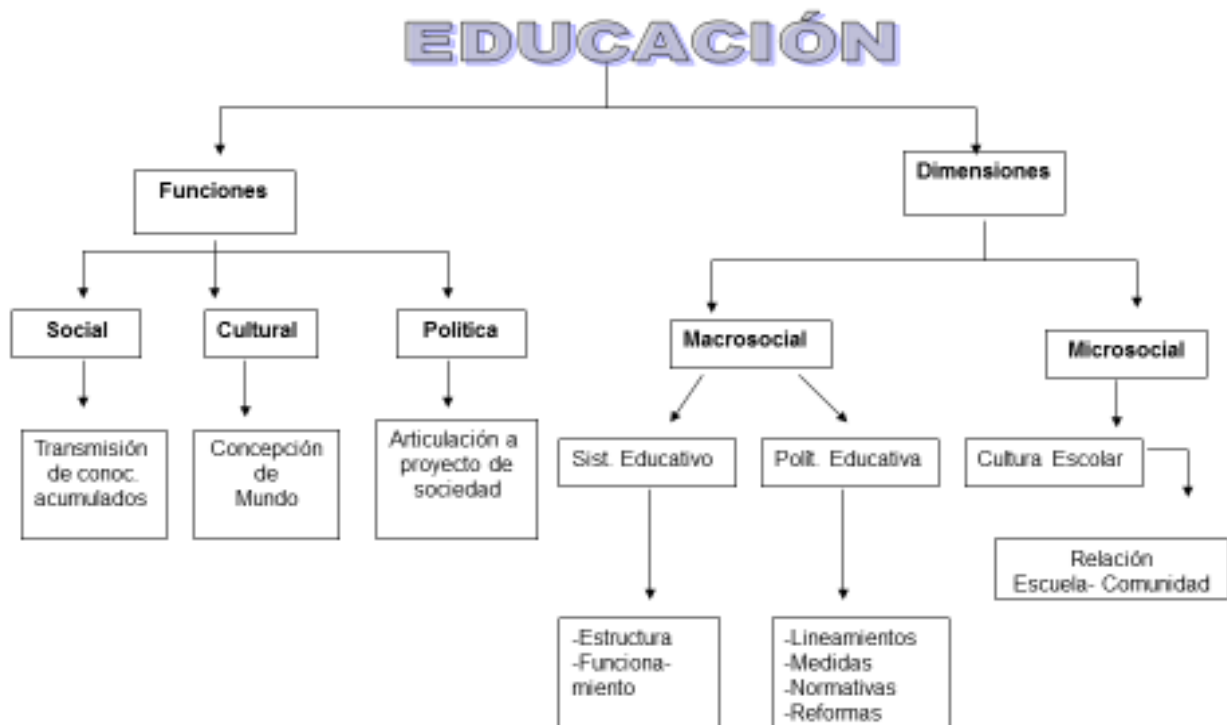 EDUCACIÓN
Funciones
Dimensiones
Social
Cultural
Politica
Macrosocial
Microsocial
Transmisión
de conoc.
acumulados
Concepción
de
Mundo
Articulación a
proyecto de
sociedad
Sist. Educativo
Polít. Educativa
Cultura Escolar
Relación
Escuela- Comunidad
-Estructura
-Funciona-
miento
-Lineamientos
-Medidas
-Normativas
-Reformas